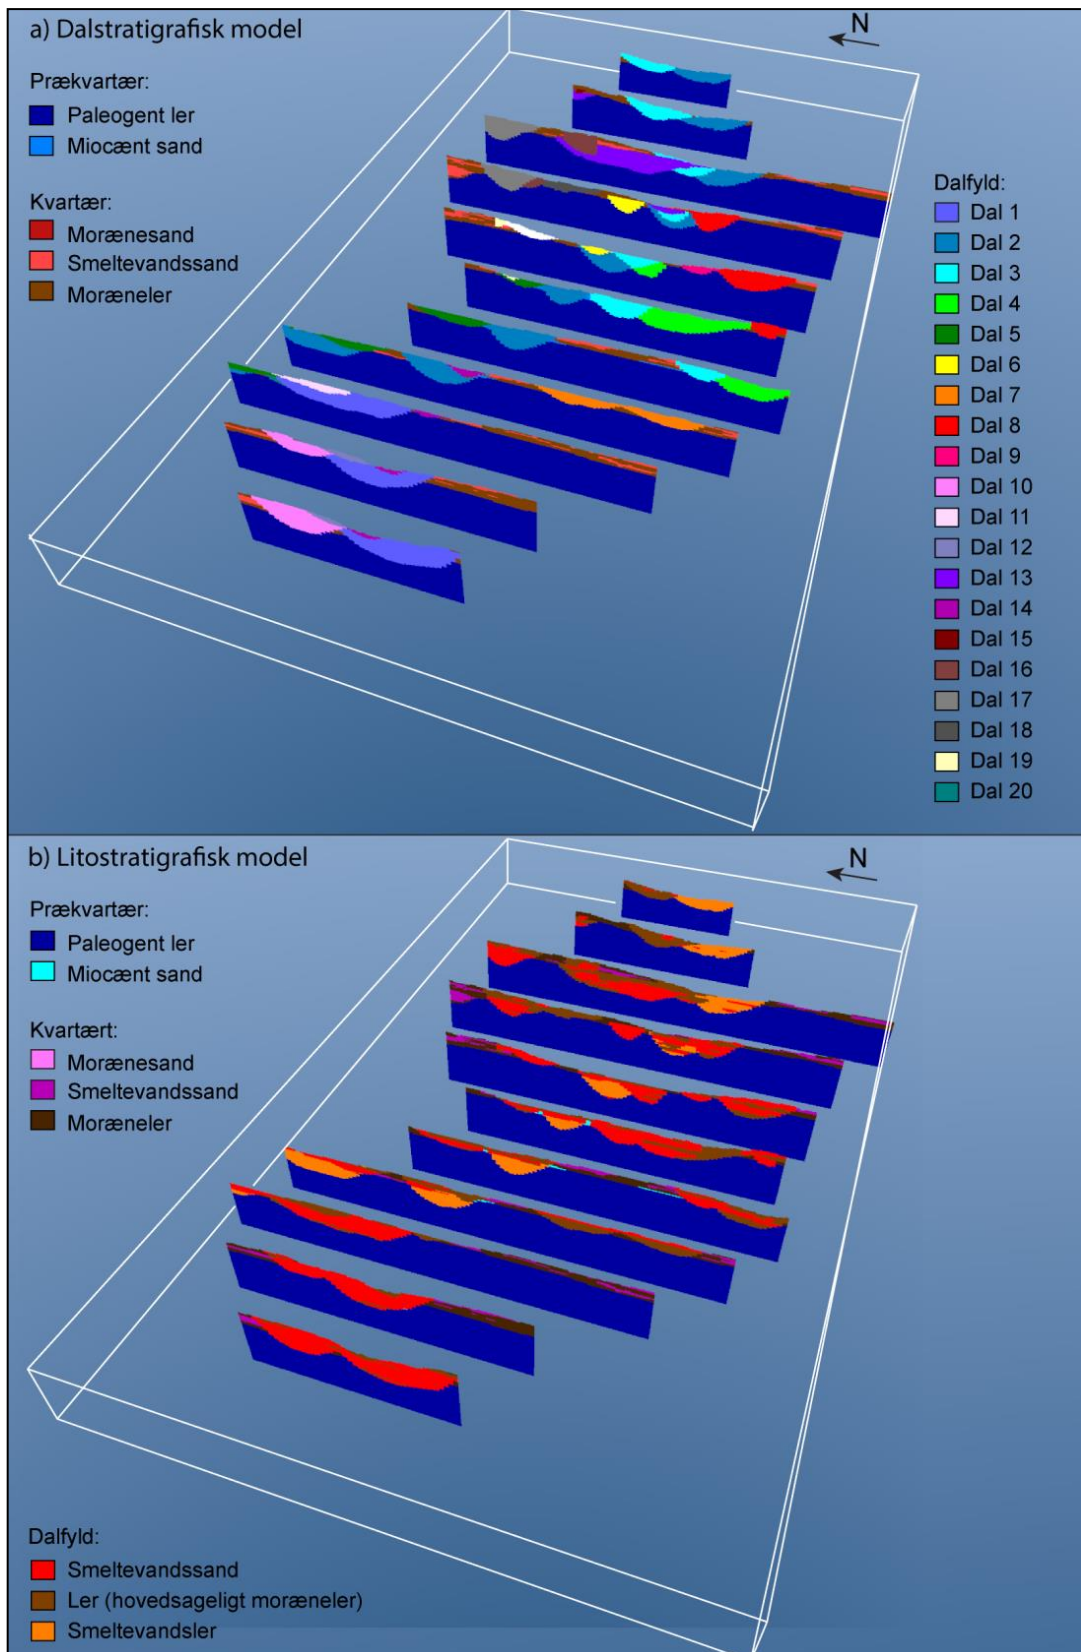 a) Dalstratigrafisk model
N
Prækvartær:
Paleogent ler
Miocænt sand
Kvartær:
Morænesand
Smeltevandssand
Moræneler
Dalfyld:
Dal 1
Dal 2
Dal 3
Dal 4
Dal 5
Dal 6
Dal 7
Dal 8
Dal 9
Dal 10
Dal 11
Dal 12
Dal 13
Dal 14
Dal 15
Dal 16
Dal 17
Dal 18
Dal 19
Dal 20
b) Litostratigrafisk model
N
Prækvartær:
Paleogent ler
Miocænt sand
Kvartært:
Morænesand
Smeltevandssand
Moræneler
Dalfyld:
Smeltevandssand
Ler (hovedsageligt moræneler)
Smeltevandsler